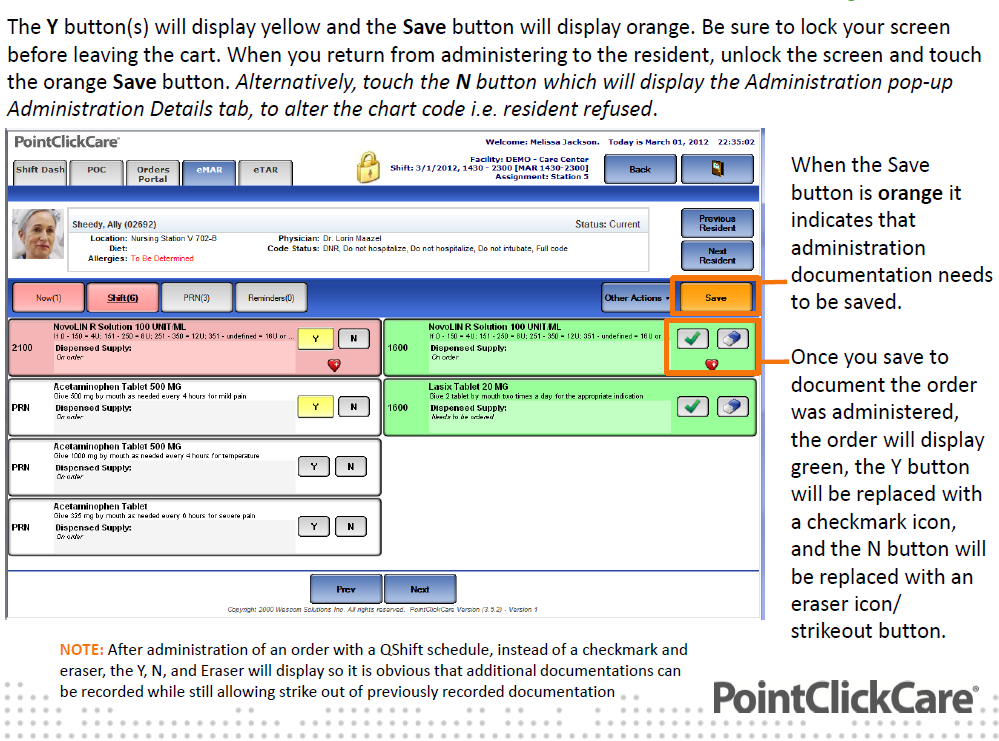 The Y button(s) will display yellow and the Save button will display orange. Be sure to lock your screen
before leaving the cart. When you return from administering to the resident, unlock the screen and touch
the orange Save button. Alternatively, touch the N button which will display the Administration pop-up
Administration Details tab, to alter the chart code i.e. resident refused.
PointClickCare
Welcome: Melissa Jackson. Today is March 01, 2012 22:35:02
Shift Dash
POC
Orders
Portal
eMAR
eTAR
Facility: DEMO - Care Center
Shift: 3/1/2012, 1430 - 2300 [MAR 1430-2300]
Assignment: Station 5
Back
Sheedy, Ally (02692)
Status: Current
Location: Nursing Station V 702-B
Physician: Dr. Lorin Maazel
Diet:
Code Status: DNR, Do not hospitalize, Do not hospitalize, Do not intubate, Full code
Allergies: To Be Determined
Previous
Resident
Next
Resident
Now(1)
Shift(6)
PRN(3)
Reminders(0)
Other Actions
Save
2100
NovoLIN R Solution 100 UNIT/ML
If 0 - 150 = 4U; 151 - 250 = 8U; 251 - 350 = 12U; 351 - undefined = 16U or ...
Dispensed Supply:
On order
Y
N
PRN
Acetaminophen Tablet 500 MG
Give 500 mg by mouth as needed every 4 hours for mild pain
Dispensed Supply:
On order
Y
N
PRN
Acetaminophen Tablet 500 MG
Give 1000 mg by mouth as needed every 4 hours for temperature
Dispensed Supply:
On order
Y
N
PRN
Acetaminophen Tablet
Give 325 mg by mouth as needed every 6 hours for severe pain
Dispensed Supply:
On order
Y
N
1600
NovoLIN R Solution 100 UNIT/ML
If 0 - 150 = 4U; 151 - 250 = 8U; 251 - 350 = 12U; 351 - undefined = 16U or
Dispensed Supply:
On order
1600
Lasix Tablet 20 MG
Give 2 tablet by mouth two times a day for the appropriate indication
Dispensed Supply:
Needs to be ordered
Prev
Next
Copyright 2000 Wescom Solutions Inc. All rights reserved. PointClickCare Version (3.5.2) - Version 1
When the Save
button is orange it
indicates that
administration
documentation needs
to be saved.
Once you save to
document the order
was administered,
the order will display
green, the Y button
will be replaced with
a checkmark icon,
and the N button will
be replaced with an
eraser icon/
strikeout button.
NOTE: After administration of an order with a QShift schedule, instead of a checkmark and
eraser, the Y, N, and Eraser will display so it is obvious that additional documentations can
be recorded while still allowing strike out of previously recorded documentation
PointClickCare®